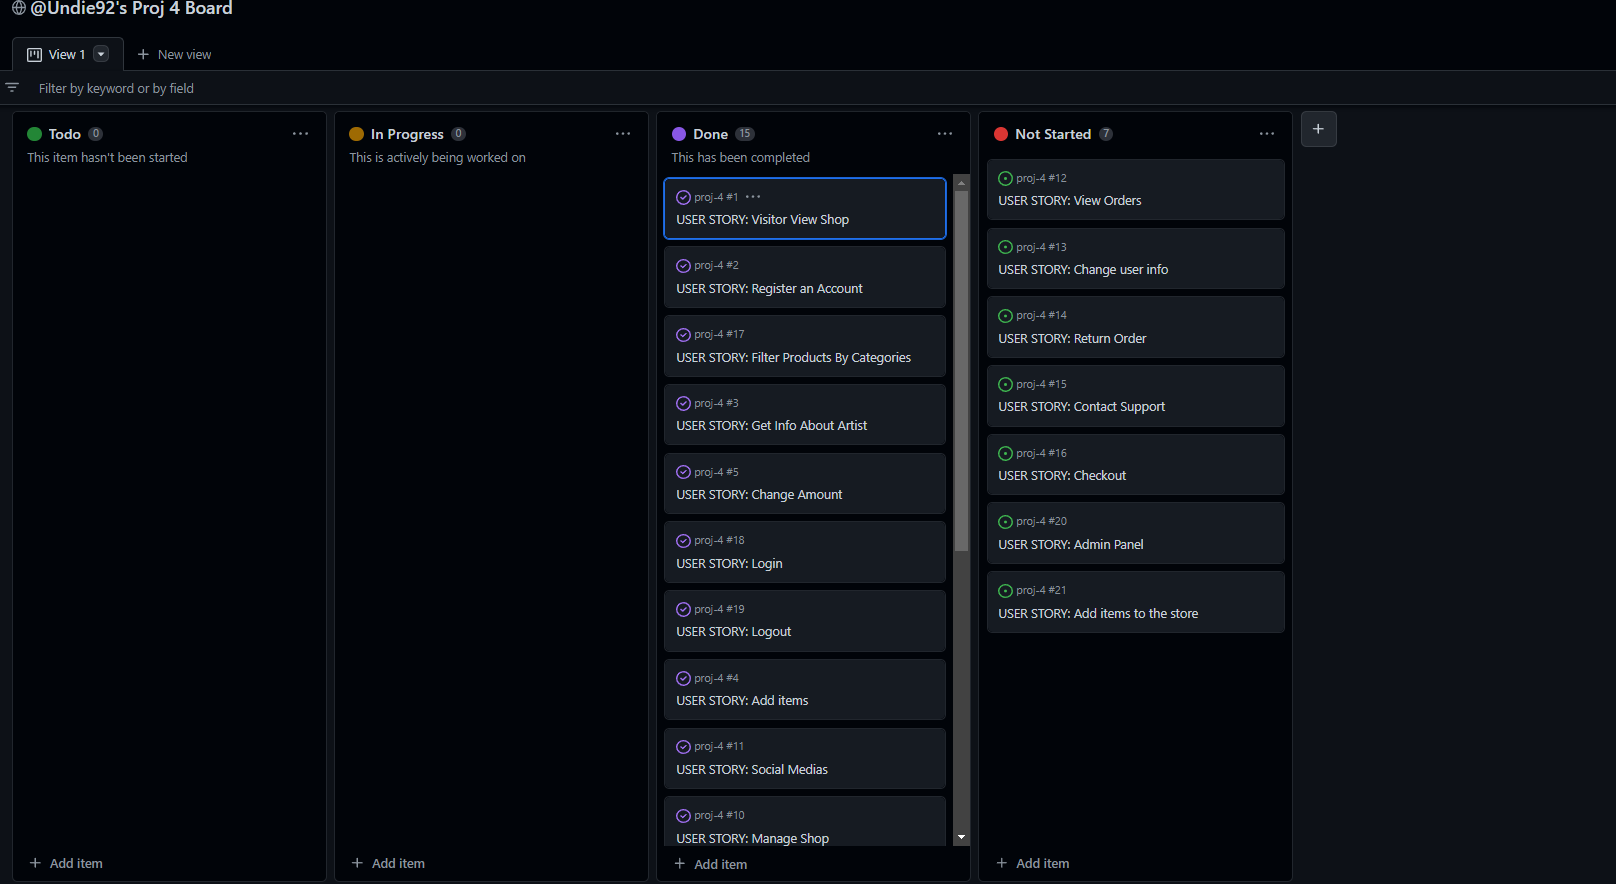 @Undie92's Proj 4 Board
View 1
New view
Filter by keyword or by field
Todo 0
This item hasn't been started
Add item
In Progress 0
This is actively being worked on
Add item
Done 15
This has been completed
proj-4 #1
USER STORY: Visitor View Shop
proj-4 #2
USER STORY: Register an Account
proj-4 #17
USER STORY: Filter Products By Categories
proj-4 #3
USER STORY: Get Info About Artist
proj-4 #5
USER STORY: Change Amount
proj-4 #18
USER STORY: Login
proj-4 #19
USER STORY: Logout
proj-4 #4
USER STORY: Add items
proj-4 #11
USER STORY: Social Medias
proj-4 #10
USER STORY: Manage Shop
Add item
Not Started 7
proj-4 #12
USER STORY: View Orders
proj-4 #13
USER STORY: Change user info
proj-4 #14
USER STORY: Return Order
proj-4 #15
USER STORY: Contact Support
proj-4 #16
USER STORY: Checkout
proj-4 #20
USER STORY: Admin Panel
proj-4 #21
USER STORY: Add items to the store
Add item